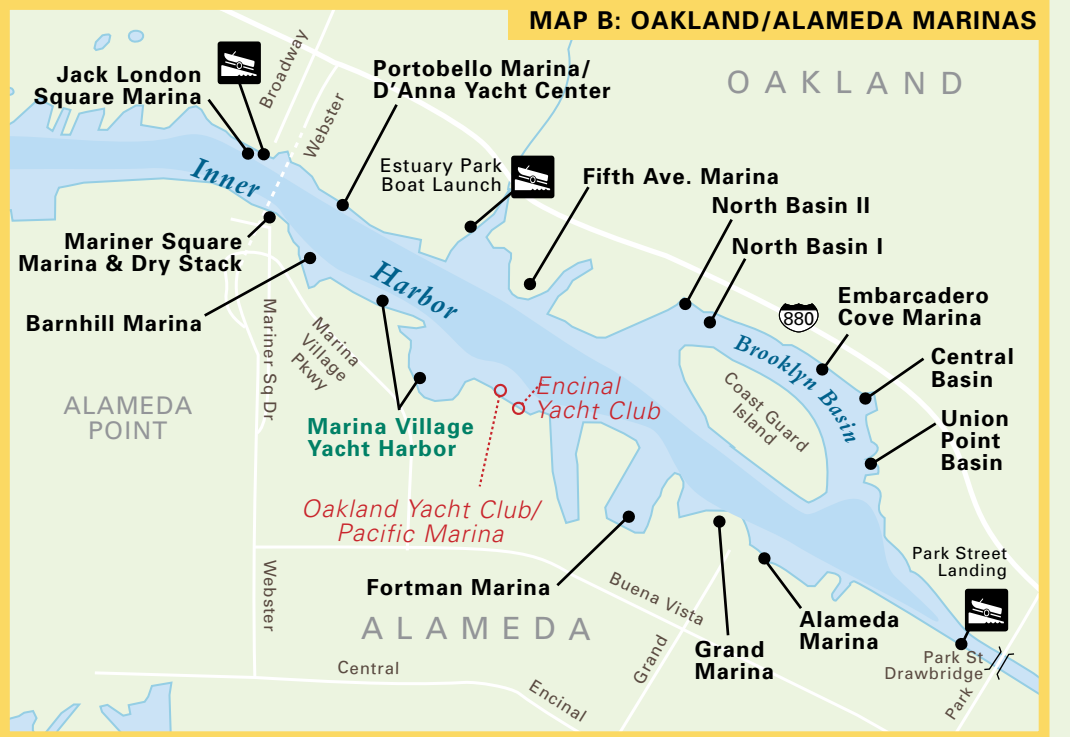 MAP B: OAKLAND/ALAMEDA MARINAS
Jack London
Square Marina
Broadway
Webster
Portobello Marina/
D'Anna Yacht Center
OAKLAND
Estuary Park
Boat Launch
Fifth Ave. Marina
North Basin II
North Basin I
Inner
Harbor
Mariner Square
Marina & Dry Stack
Barnhill Marina
Mariner Sq Dr
Marina
Village
Pkwy
880
Embarcadero
Cove Marina
Brooklyn Basin
Central
Basin
Coast Guard
Island
Union
Point
Basin
ALAMEDA
POINT
Marina Village
Yacht Harbor
Encinal
Yacht Club
Oakland Yacht Club/
Pacific Marina
Webster
Fortman Marina
ALAMEDA
Buena Vista
Grand
Grand
Marina
Alameda
Marina
Park Street
Landing
Park St
Drawbridge
Park
Central
Encinal